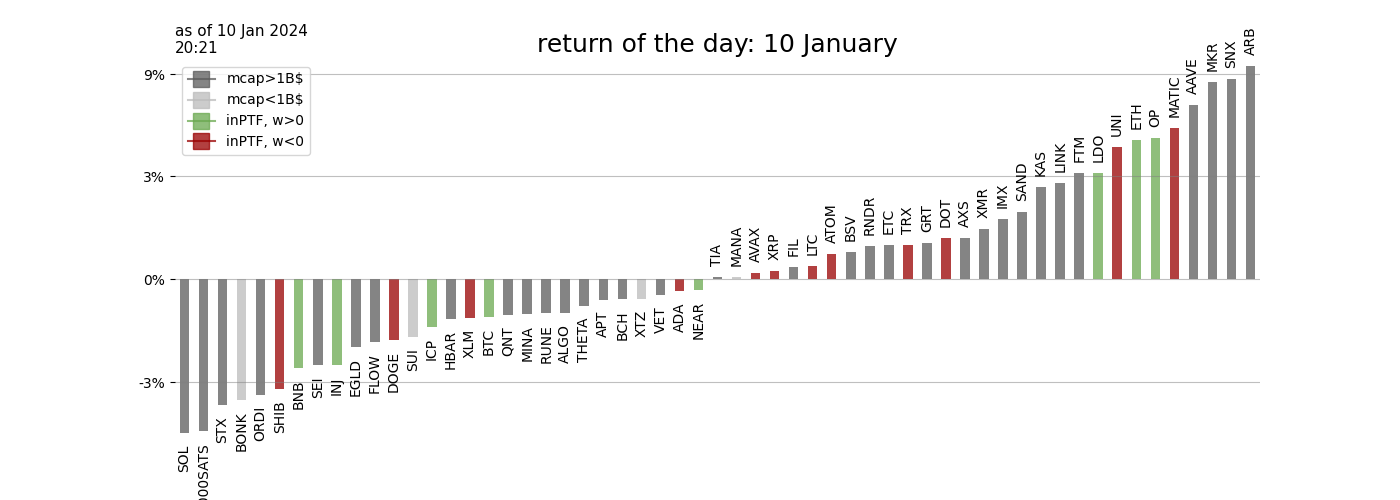 as of 10 Jan 2024
20:21
return of the day: 10 January
mcap>1B$
mcap<1B$
inPTF, w>0
inPTF, w<0
9%
3%
0%
-3%
SOL
000SATS
STX
BONK
ORDI
SHIB
BNB
SEI
INJ
EGLD
FLOW
DOGE
SUI
ICP
HBAR
XLM
BTC
QNT
MINA
RUNE
ALGO
THETA
APT
BCH
XTZ
VET
ADA
NEAR
TIA
MANA
AVAX
XRP
FIL
LTC
ATOM
BSV
RNDR
ETC
TRX
GRT
DOT
AXS
XMR
IMX
SAND
KAS
LINK
FTM
LDO
UNI
ETH
OP
MATIC
AAVE
MKR
SNX
ARB